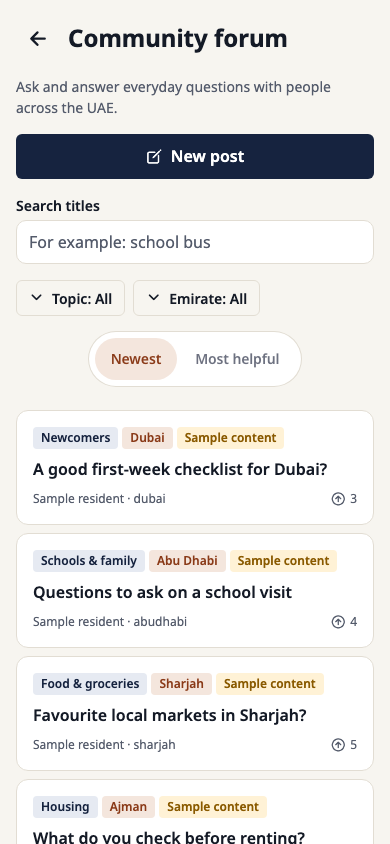 Community forum
Ask and answer everyday questions with people
across the UAE.
New post
Search titles
For example: school bus
Topic: All
Emirate: All
Newest
Most helpful
Newcomers
Dubai
Sample content
A good first-week checklist for Dubai?
Sample resident · dubai
3
Schools & family
Abu Dhabi
Sample content
Questions to ask on a school visit
Sample resident · abudhabi
4
Food & groceries
Sharjah
Sample content
Favourite local markets in Sharjah?
Sample resident · sharjah
5
Housing
Ajman
Sample content
What do you check before renting?